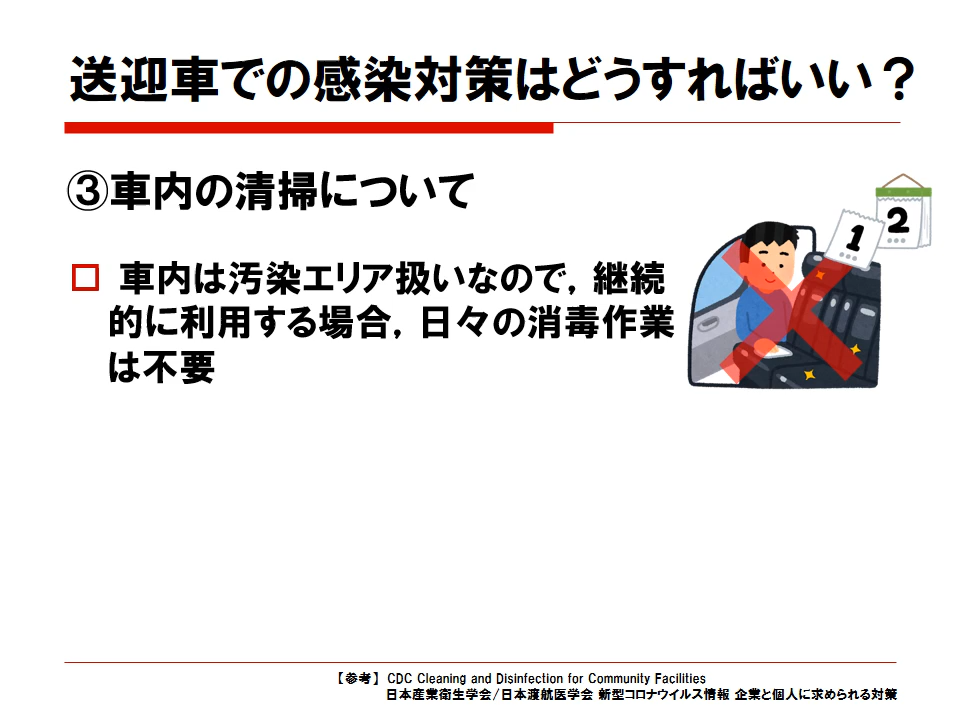 送迎車での感染対策はどうすればいい？
③車内の清掃について
車内は汚染エリア扱いなので，継続
的に利用する場合，日々の消毒作業
は不要
1
2
【参考】 CDC Cleaning and Disinfection for Community Facilities
日本産業衛生学会/日本渡航医学会 新型コロナウイルス情報 企業と個人に求められる対策